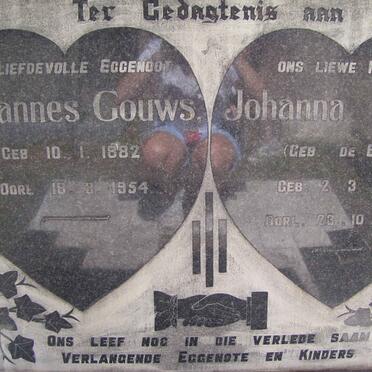 Ter Gedagtenis aan
LIEFDEVOLLE EGGENOOT
annes Gouws,
GEB 10.1.1882
OORL 18 8 1954
ONS LIEWE
Johanna
(GEB. DE
GEB 2 3
OORL. 23.10
ONS LEEF NOG IN DIE VERLEDE SAAM
VERLANGENDE EGGENOTE EN KINDERS